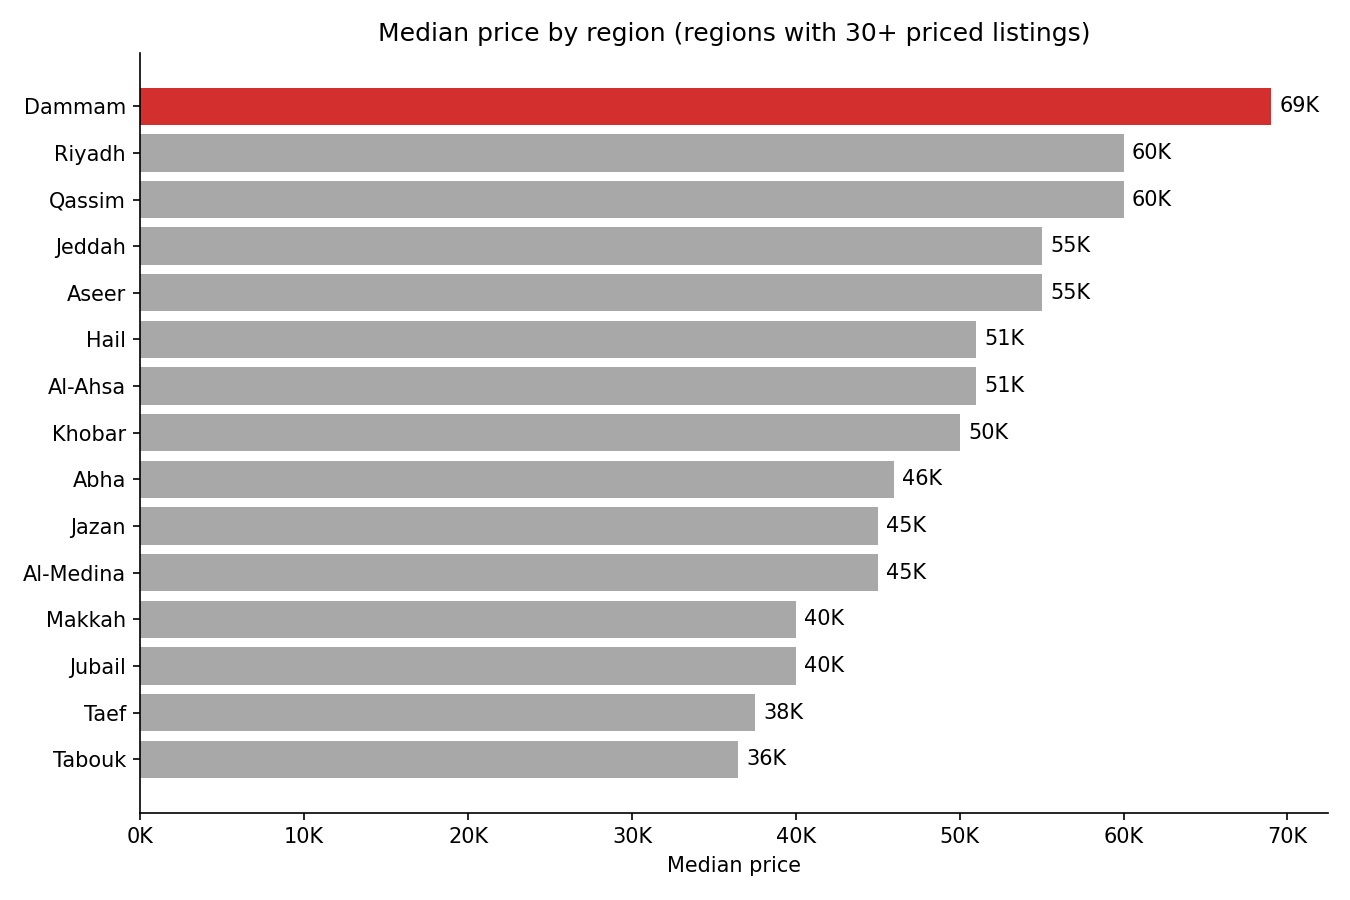 Median price by region (regions with 30+ priced listings)
Dammam 69K
Riyadh 60K
Qassim 60K
Jeddah 55K
Aseer 55K
Hail 51K
Al-Ahsa 51K
Khobar 50K
Abha 46K
Jazan 45K
Al-Medina 45K
Makkah 40K
Jubail 40K
Taef 38K
Tabouk 36K
0K 10K 20K 30K 40K 50K 60K 70K
Median price